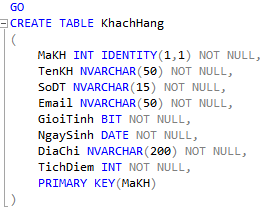 GO
CREATE TABLE KhachHang
(
MaKH INT IDENTITY(1,1) NOT NULL,
TenKH NVARCHAR(50) NOT NULL,
SoDT NVARCHAR(15) NOT NULL,
Email NVARCHAR(50) NOT NULL,
GioiTinh BIT NOT NULL,
NgaySinh DATE NOT NULL,
DiaChi NVARCHAR(200) NOT NULL,
TichDiem INT NOT NULL,
PRIMARY KEY(MaKH)
)